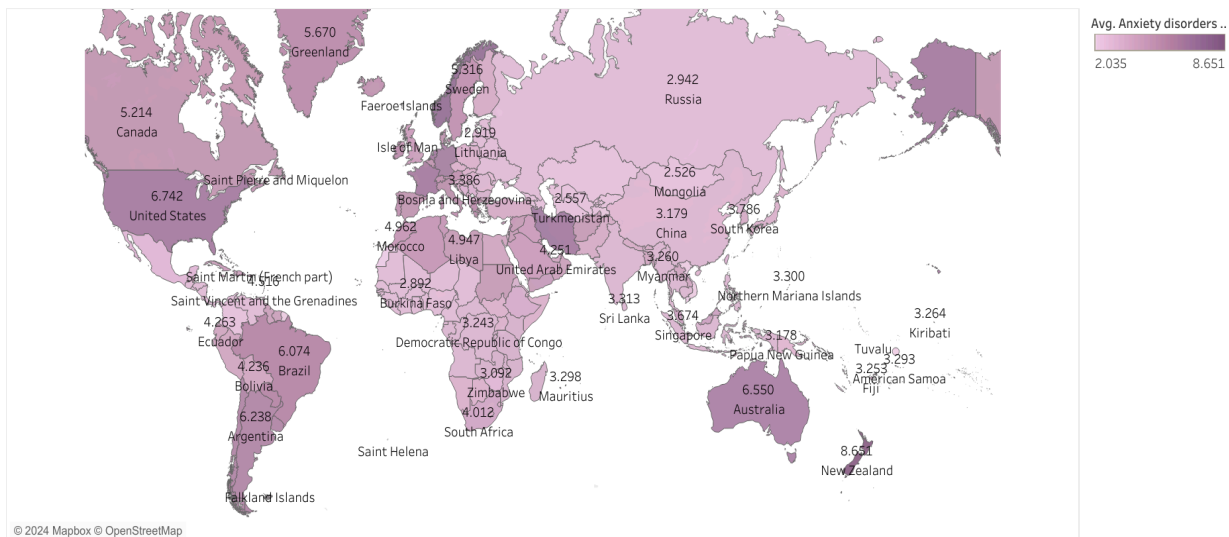 Avg. Anxiety disorders ..
2.035 8.651
5.670
Greenland
5.316
Sweden
2.942
Russia
Faeroe Islands
5.214
Canada
2.919
Isle of Man
Lithuania
Saint Pierre and Miquelon
3.386
Bosnia and Herzegovina
2.526
Mongolia
6.742
United States
2.557
Turkmenistan
3.179
China
3.786
South Korea
4.962
Morocco
4.947
Libya
4.251
United Arab Emirates
3.260
Myanmar
Saint Martin (French part)
4.516
Saint Vincent and the Grenadines
2.892
Burkina Faso
3.300
Northern Mariana Islands
3.313
Sri Lanka
3.674
Singapore
3.264
Kiribati
4.253
Ecuador
3.243
Democratic Republic of Congo
3.178
Papua New Guinea
Tuvalu
3.293
American Samoa
3.253
Fiji
6.074
Brazil
4.236
Bolivia
3.092
Zimbabwe
3.298
Mauritius
6.550
Australia
4.012
South Africa
6.238
Argentina
Saint Helena
8.651
New Zealand
Falkland Islands
© 2024 Mapbox © OpenStreetMap